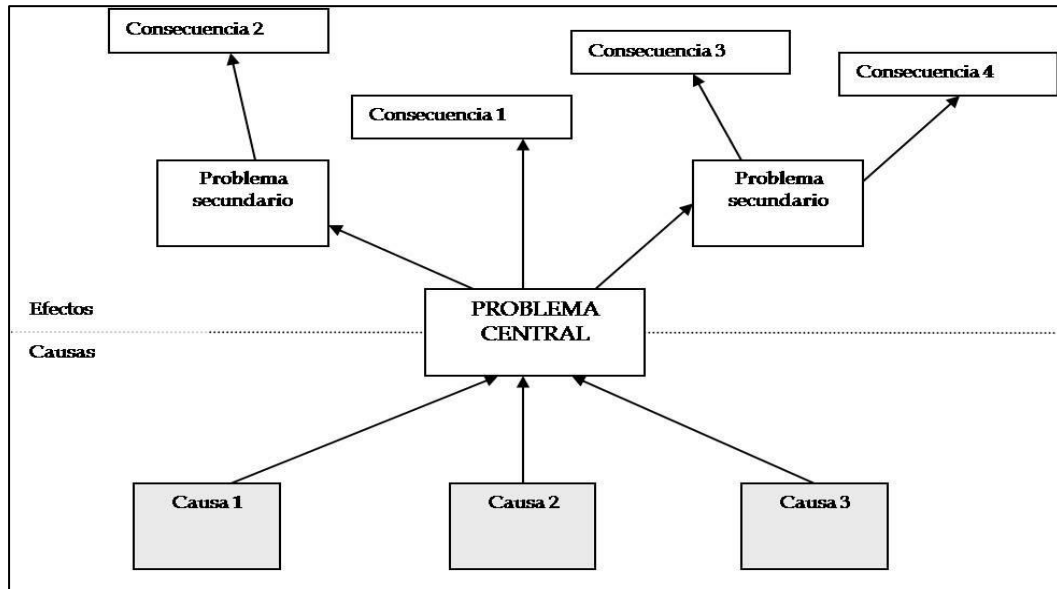 Consecuencia 2
Consecuencia 3
Consecuencia 4
Consecuencia 1
Problema
secundario
Problema
secundario
PROBLEMA
CENTRAL
Efectos
Causas
Causa 1
Causa 2
Causa 3